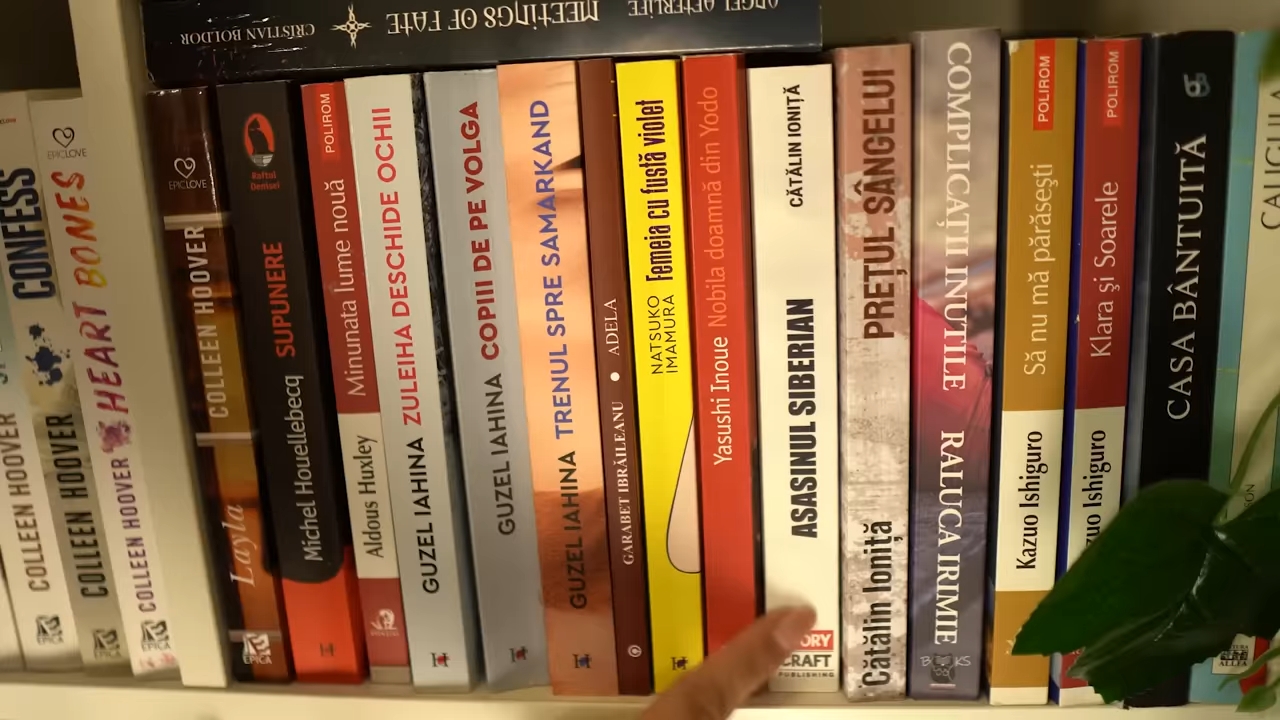 CRISTIAN BOLDOR MEETINGS OF FATE
CONFESS
COLLEEN HOOVER
EPICLOVE
HEART BONES
COLLEEN HOOVER
EPICA
EPICLOVE
COLLEEN HOOVER
Layla
EPICA
Raftul Denisei
Michel Houellebecq SUPUNERE
POLIROM
Aldous Huxley Minunata lume nouă
GUZEL IAHINA ZULEIHA DESCHIDE OCHII
GUZEL IAHINA COPIII DE PE VOLGA
GUZEL IAHINA TRENUL SPRE SAMARKAND
GARABET IBRĂILEANU • ADELA
NATSUKO IMAMURA Femeia cu fustă violet
Yasushi Inoue Nobila doamnă din Yodo
ASASINUL SIBERIAN CĂTĂLIN IONIȚĂ
CRAFT
PUBLISHING
Cătălin Ioniță PREȚUL SÂNGELUI
RALUCA IRIMIE COMPLICAȚII INUTILE
POLIROM
Kazuo Ishiguro Să nu mă părăsești
POLIROM
Ishiguro Klara și Soarele
CASA BÂNTUITĂ
ALLFA